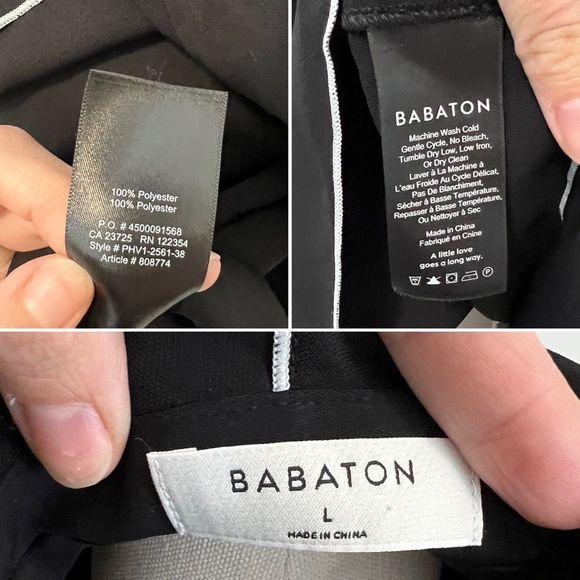 100% Polyester
100% Polyester
P.O. # 4500091568
CA 23725 RN 122354
Style # PHV1-2561-38
Article # 808774
BABATON
Machine Wash Cold
Gentle Cycle, No Bleach,
Tumble Dry Low, Low Iron,
Or Dry Clean
Laver à La Machine à
L'eau Froide Au Cycle Délicat,
Pas De Blanchiment,
Sécher à Basse Température,
Repasser à Basse Température,
Ou Nettoyer à Sec
Made in China
Fabriqué en Chine
A little love
goes a long way.
BABATON
L
MADE IN CHINA